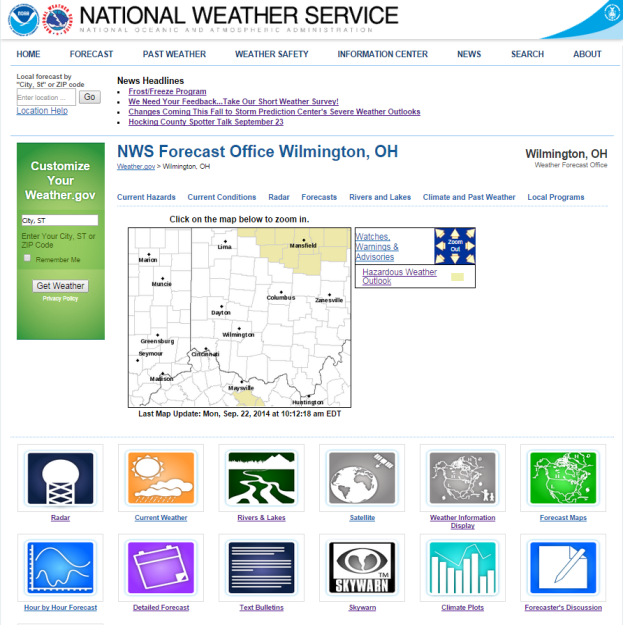 NOAA
NATIONAL WEATHER SERVICE
NATIONAL OCEANIC AND ATMOSPHERIC ADMINISTRATION
HOME FORECAST PAST WEATHER WEATHER SAFETY INFORMATION CENTER NEWS SEARCH ABOUT
Local forecast by
"City, St" or ZIP code
Enter location ...
Go
Location Help
News Headlines
Frost/Freeze Program
We Need Your Feedback...Take Our Short Weather Survey!
Changes Coming This Fall to Storm Prediction Center's Severe Weather Outlooks
Hocking County Spotter Talk September 23
Customize
Your
Weather.gov
City, ST
Enter Your City, ST or
ZIP Code
Remember Me
Get Weather
Privacy Policy
NWS Forecast Office Wilmington, OH
Weather.gov > Wilmington, OH
Wilmington, OH
Weather Forecast Office
Current Hazards Current Conditions Radar Forecasts Rivers and Lakes Climate and Past Weather Local Programs
Click on the map below to zoom in.
Lima
Mansfield
Marion
Muncie
Columbus
Zanesville
Dayton
Wilmington
Greensburg
Seymour
Cincinnati
Madison
Maysville
Huntington
Last Map Update: Mon, Sep. 22, 2014 at 10:12:18 am EDT
Watches,
Warnings &
Advisories
Zoom
Out
Hazardous Weather
Outlook
Radar
Current Weather
Rivers & Lakes
Satellite
Weather Information
Display
Forecast Maps
SKYWARN
TM
Hour by Hour Forecast
Detailed Forecast
Text Bulletins
Skywarn
Climate Plots
Forecaster's Discussion